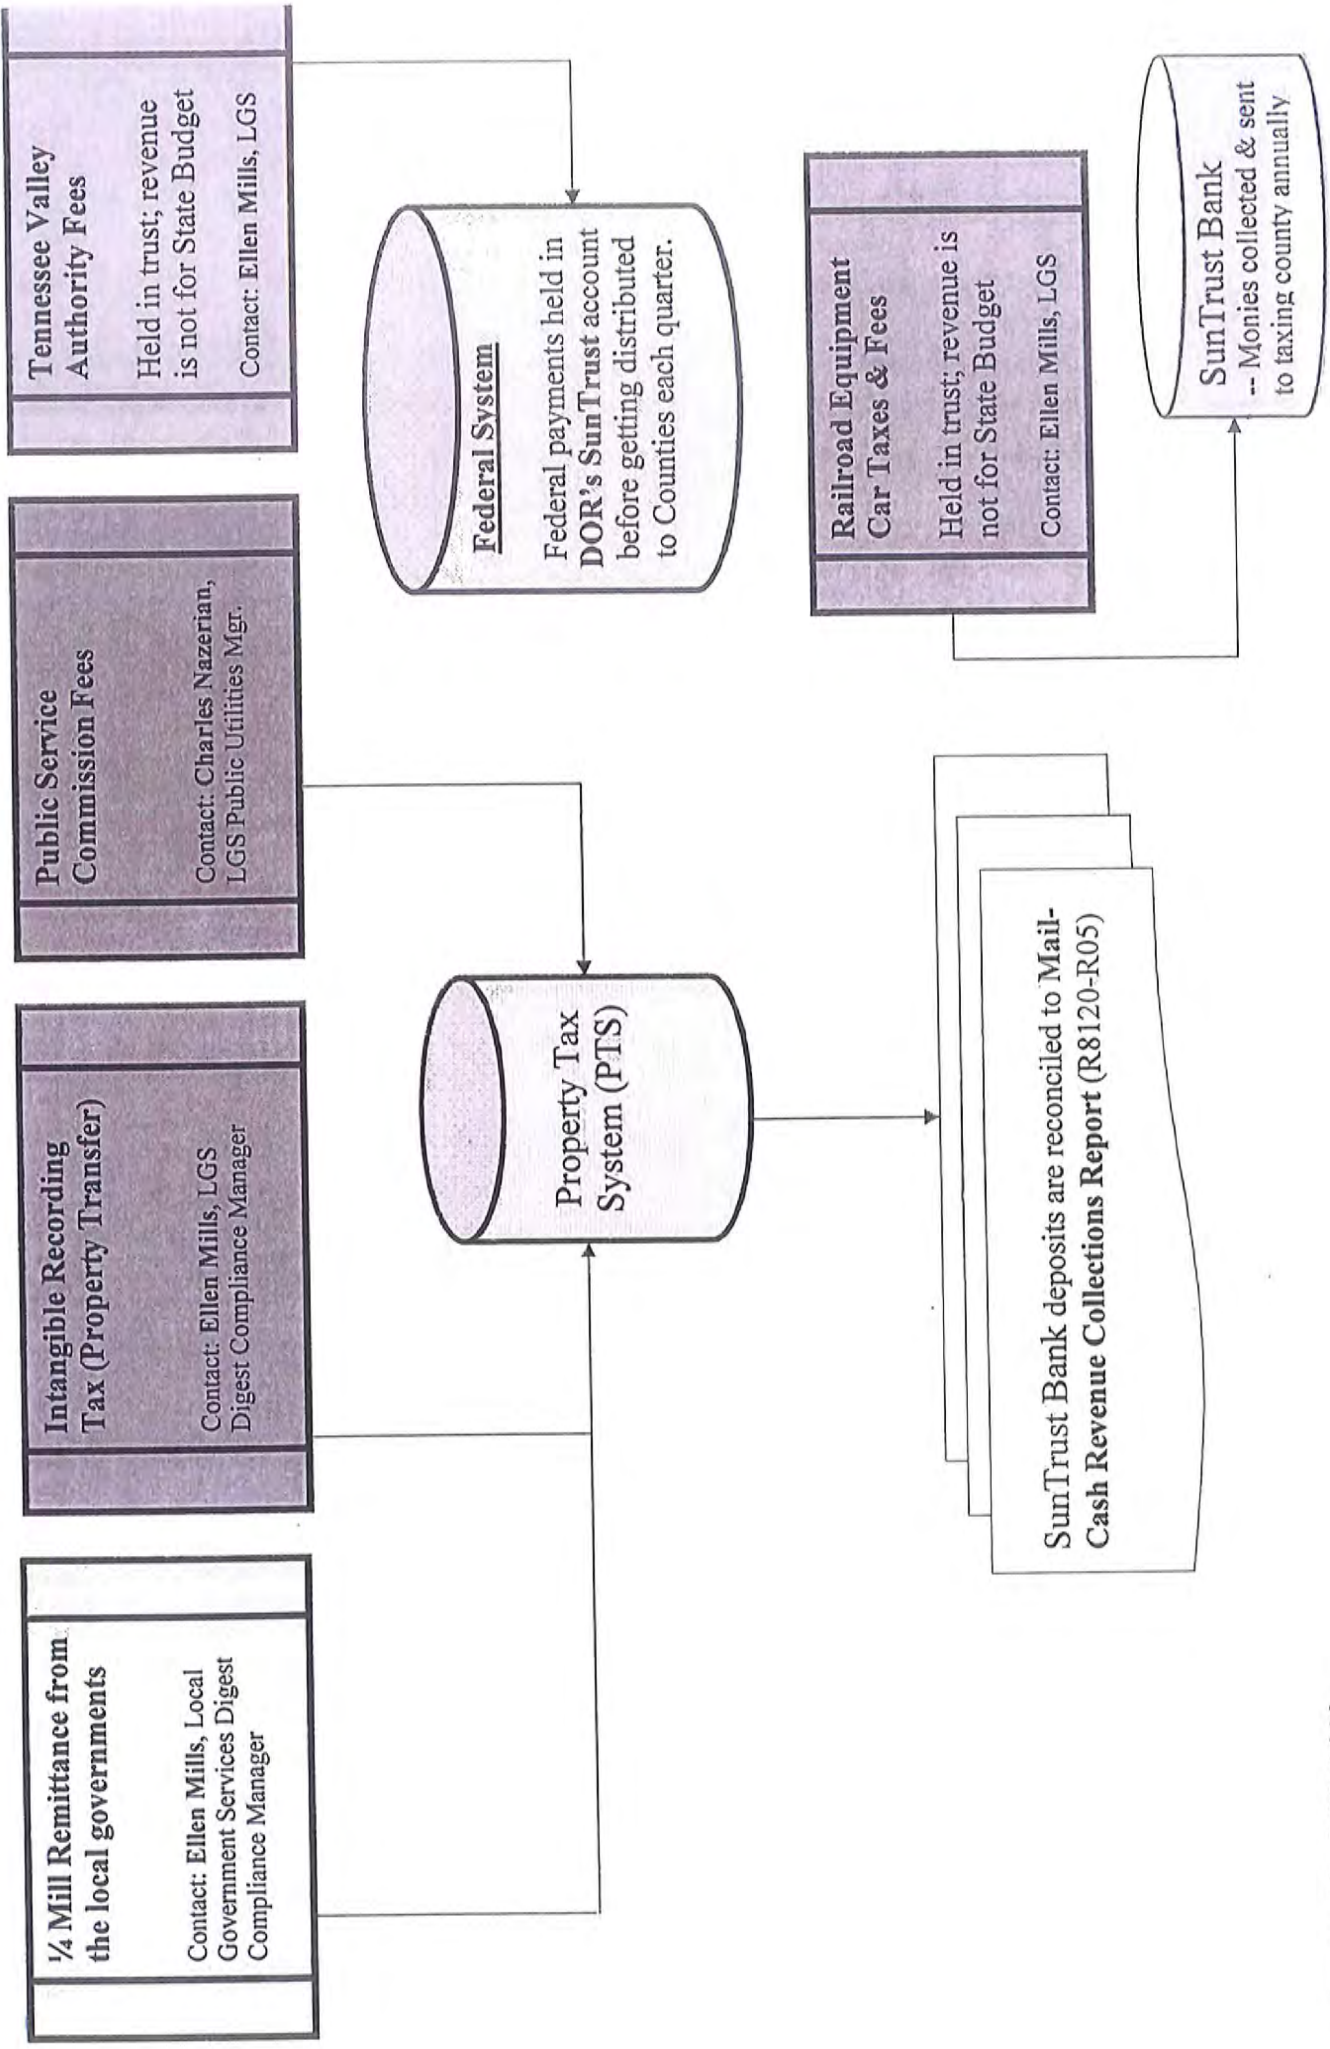 ¼ Mill Remittance from
the local governments
Contact: Ellen Mills, Local
Government Services Digest
Compliance Manager
Intangible Recording
Tax (Property Transfer)
Contact: Ellen Mills, LGS
Digest Compliance Manager
Public Service
Commission Fees
Contact: Charles Nazerian,
LGS Public Utilities Mgr.
Tennessee Valley
Authority Fees
Held in trust; revenue
is not for State Budget
Contact: Ellen Mills, LGS
Property Tax
System (PTS)
Federal System
Federal payments held in
DOR's SunTrust account
before getting distributed
to Counties each quarter.
SunTrust Bank deposits are reconciled to Mail-
Cash Revenue Collections Report (R8120-R05)
Railroad Equipment
Car Taxes & Fees
Held in trust; revenue is
not for State Budget
Contact: Ellen Mills, LGS
SunTrust Bank
-- Monies collected & sent
to taxing county annually